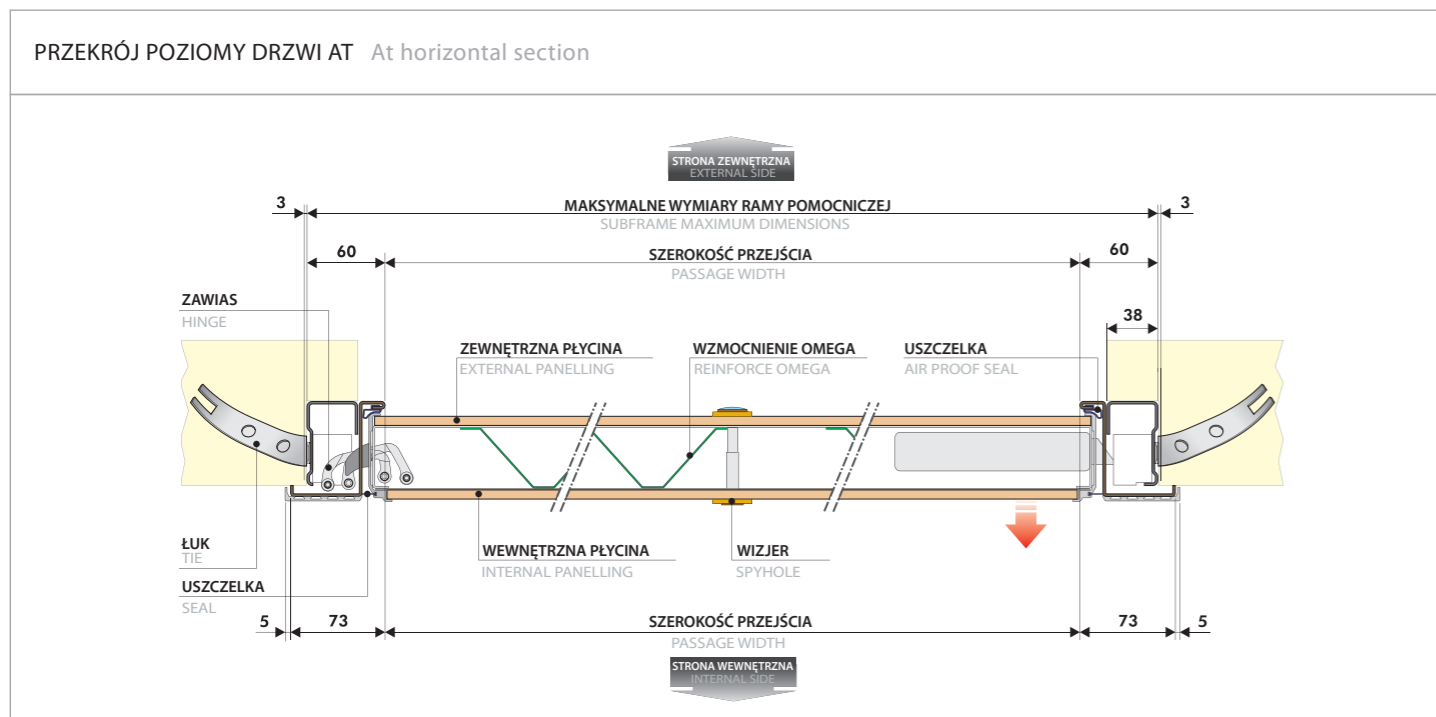 PRZEKRÓJ POZIOMY DRZWI AT At horizontal section
STRONA ZEWNĘTRZNA
EXTERNAL SIDE
3
MAKSYMALNE WYMIARY RAMY POMOCNICZEJ
3
SUBFRAME MAXIMUM DIMENSIONS
60
SZEROKOŚĆ PRZEJŚCIA
60
PASSAGE WIDTH
ZAWIAS
HINGE
38
ZEWNĘTRZNA PŁYCINA
EXTERNAL PANELLING
WZMOCNIENIE OMEGA
REINFORCE OMEGA
USZCZELKA
AIR PROOF SEAL
ŁUK
TIE
WEWNĘTRZNA PŁYCINA
INTERNAL PANELLING
WIZJER
SPYHOLE
USZCZELKA
SEAL
5
73
SZEROKOŚĆ PRZEJŚCIA
73
5
PASSAGE WIDTH
STRONA WEWNĘTRZNA
INTERNAL SIDE